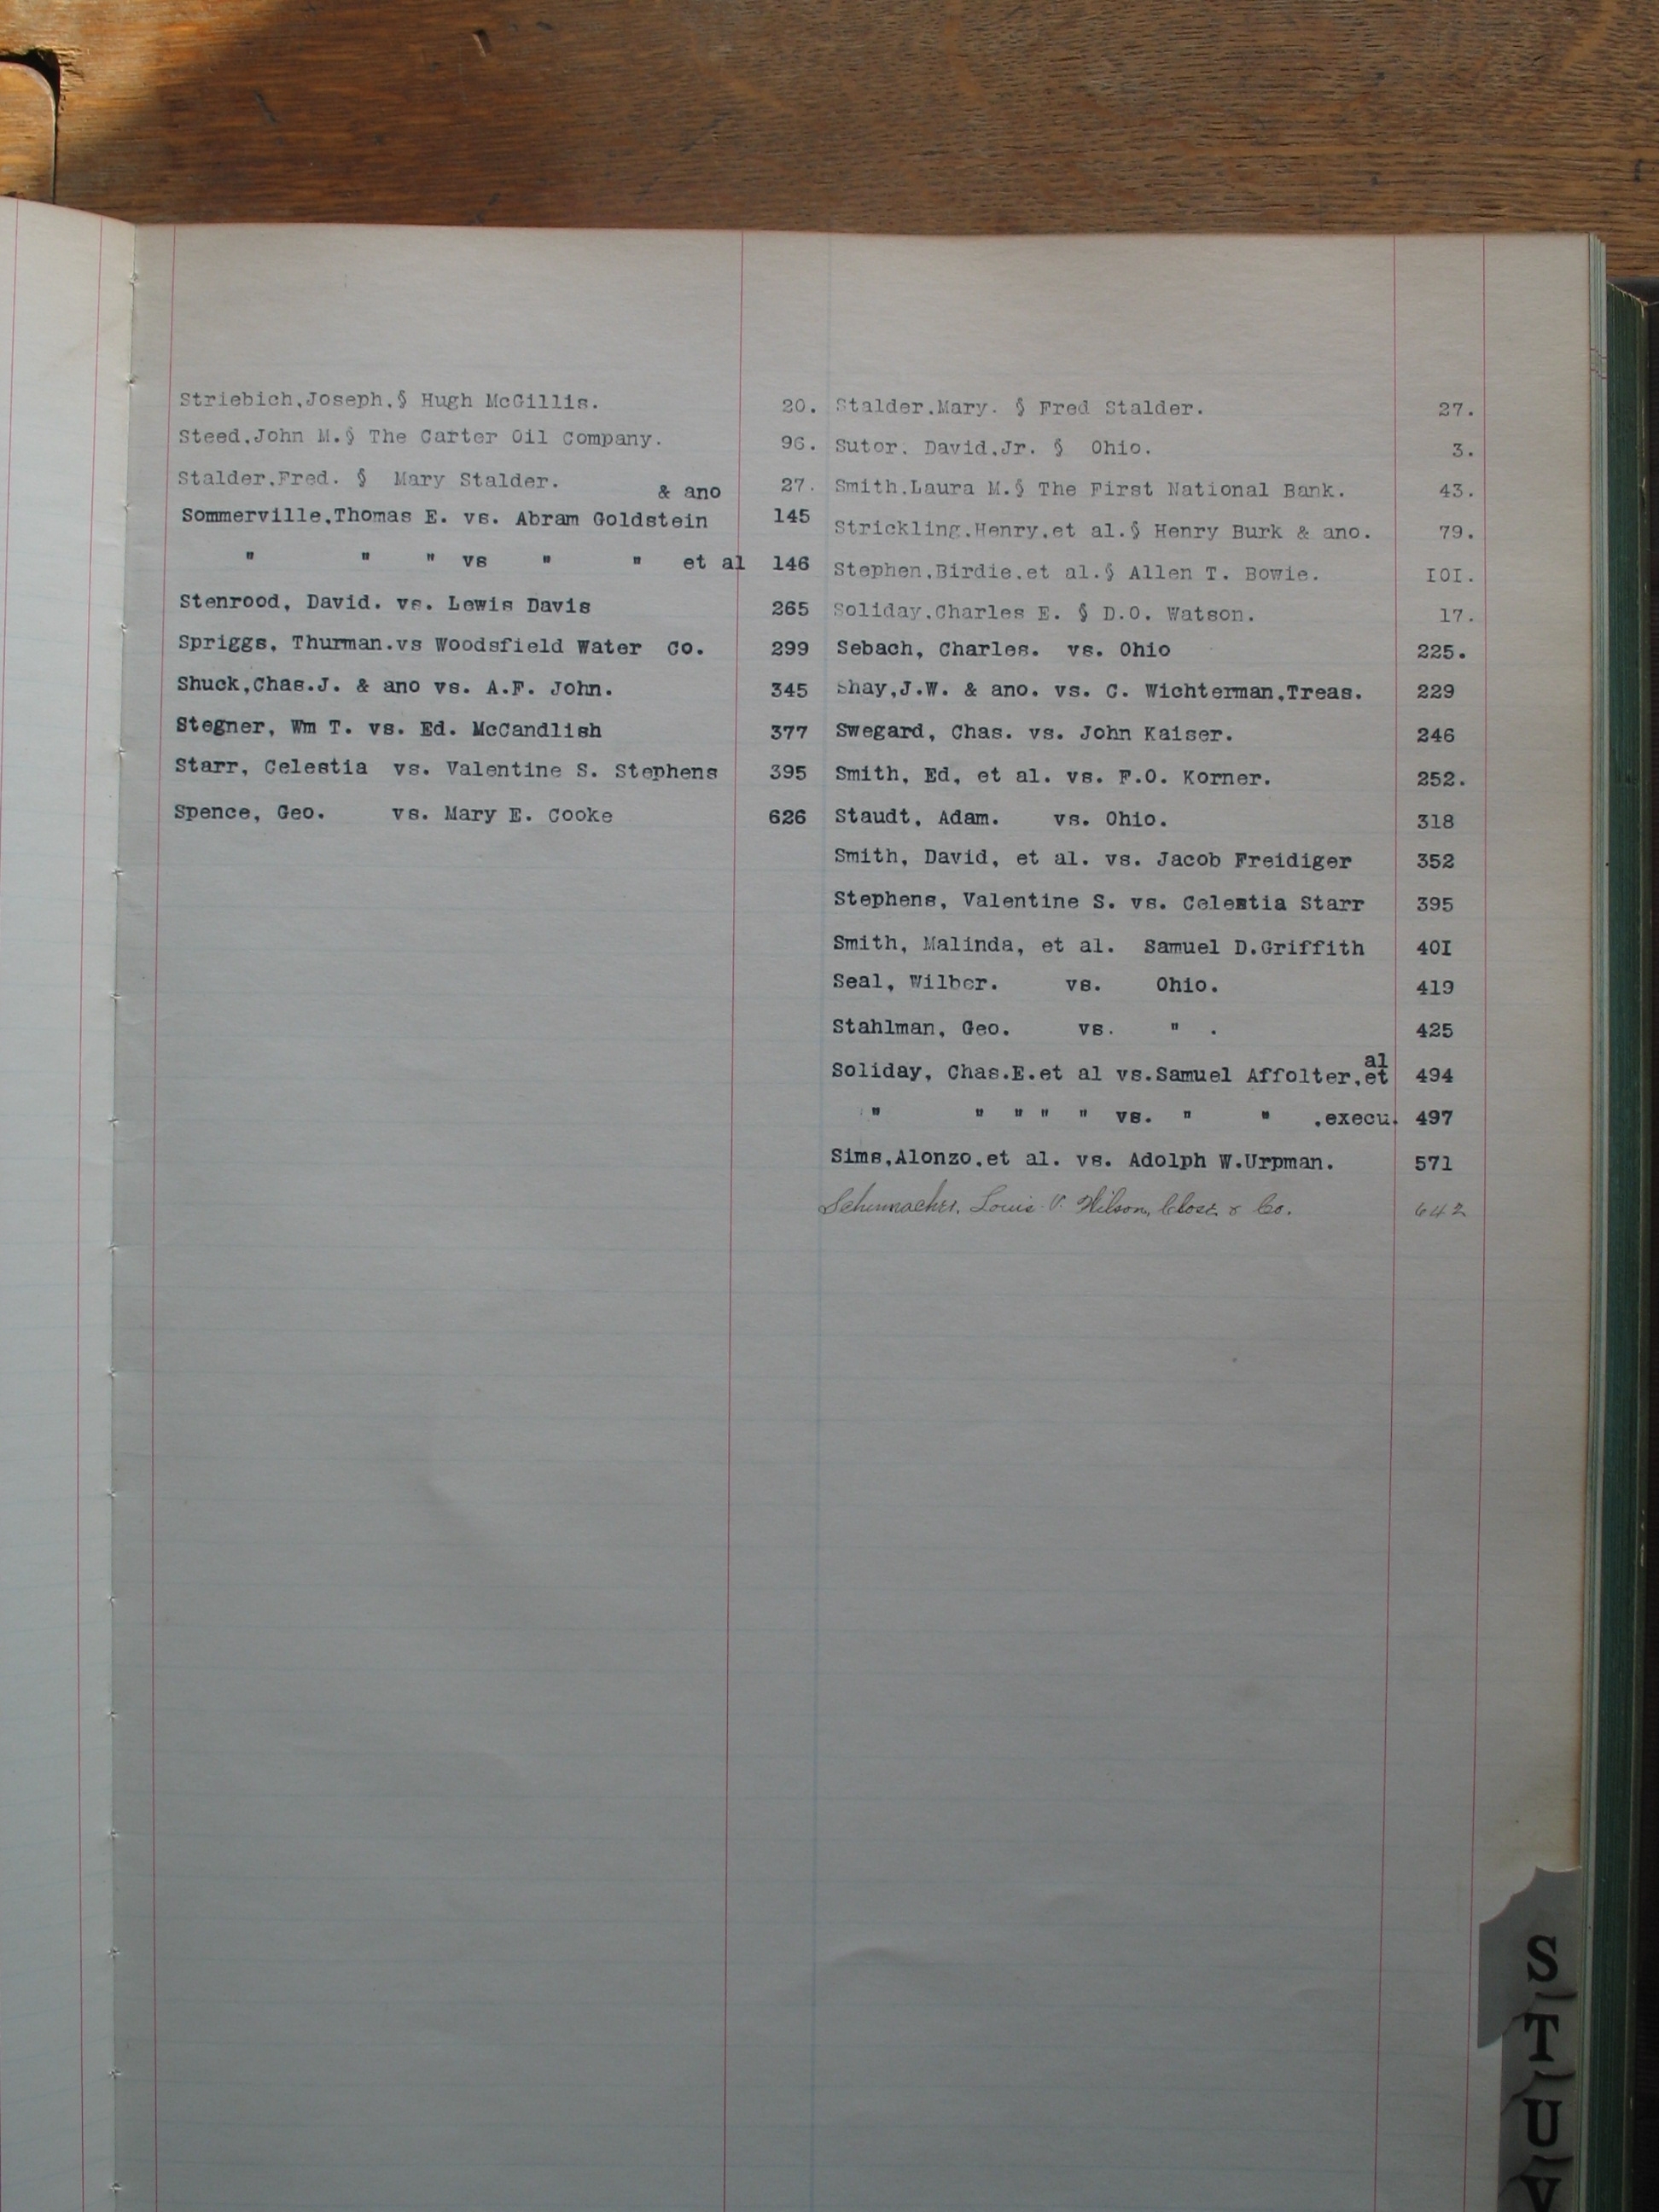 Striebich,Joseph.§ Hugh McGillis. 20.
Steed,John M.§ The Carter Oil Company. 96.
Stalder.Fred. § Mary Stalder. 27.
& ano
Sommerville,Thomas E. vs. Abram Goldstein 145
" " " vs " " et al 146
Stenrood, David. vs. Lewis Davis 265
Spriggs, Thurman.vs Woodsfield Water Co. 299
Shuck,Chas.J. & ano vs. A.F. John. 345
Stegner, Wm T. vs. Ed. McCandlish 377
Starr, Celestia vs. Valentine S. Stephens 395
Spence, Geo. vs. Mary E. Cooke 626
Stalder.Mary. § Fred Stalder. 27.
Sutor. David.Jr. § Ohio. 3.
Smith.Laura M.§ The First National Bank. 43.
Strickling.Henry.et al.§ Henry Burk & ano. 79.
Stephen.Birdie.et al.§ Allen T. Bowie. IOI.
Soliday.Charles E. § D.O. Watson. 17.
Sebach, Charles. vs. Ohio 225.
Shay,J.W. & ano. vs. C. Wichterman,Treas. 229
Swegard, Chas. vs. John Kaiser. 246
Smith, Ed, et al. vs. F.O. Korner. 252.
Staudt, Adam. vs. Ohio. 318
Smith, David, et al. vs. Jacob Freidiger 352
Stephens, Valentine S. vs. Celestia Starr 395
Smith, Malinda, et al. Samuel D.Griffith 40I
Seal, Wilber. vs. Ohio. 419
Stahlman, Geo. vs. " . 425
al
Soliday, Chas.E.et al vs.Samuel Affolter,et 494
" " " " " vs. " " .execu. 497
Sims,Alonzo,et al. vs. Adolph W.Urpman. 571
Schumacher, Louis V. Wilson, Close & Co. 642
S
T
U
V